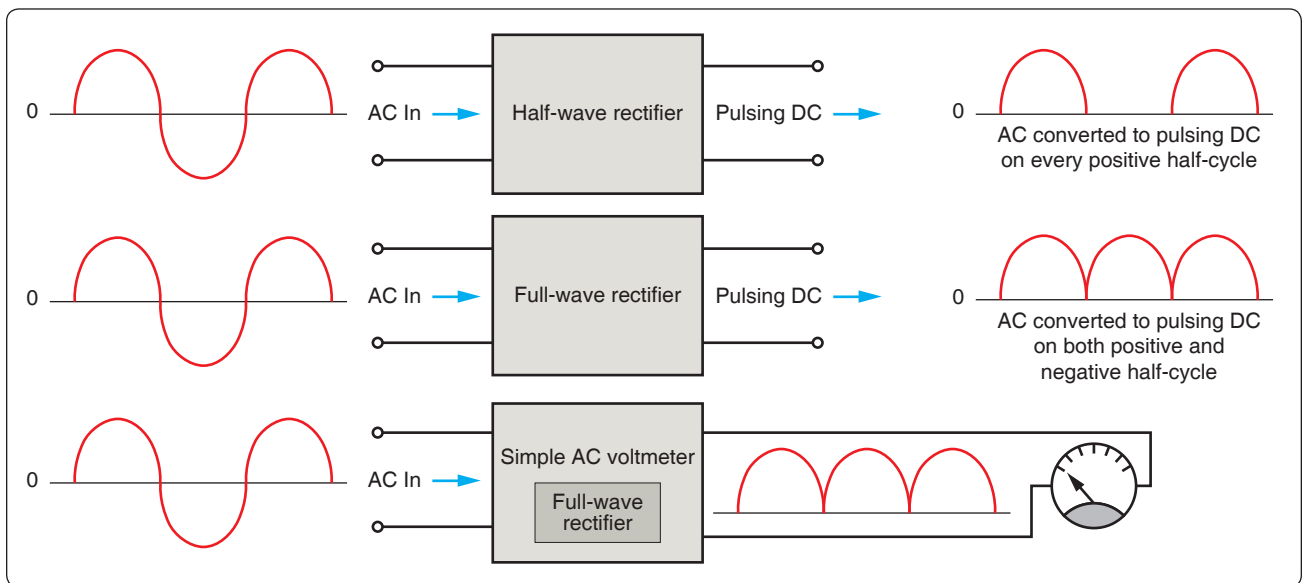 0
AC In
Half-wave rectifier
Pulsing DC
0
AC converted to pulsing DC
on every positive half-cycle
0
AC In
Full-wave rectifier
Pulsing DC
0
AC converted to pulsing DC
on both positive and
negative half-cycle
0
AC In
Simple AC voltmeter
Full-wave
rectifier